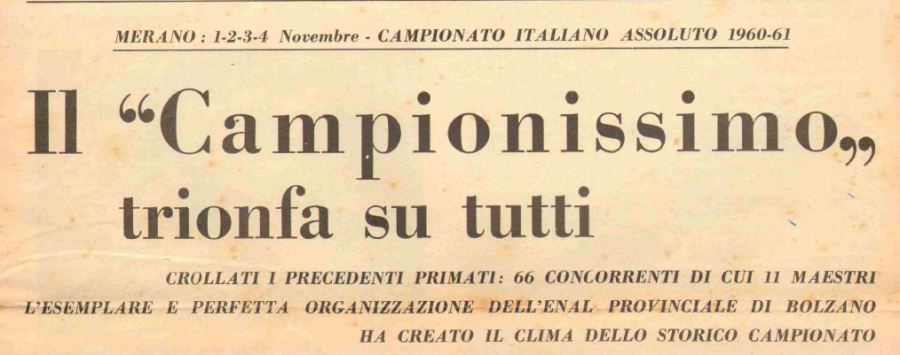 MERANO: 1-2-3-4 Novembre - CAMPIONATO ITALIANO ASSOLUTO 1960-61
Il “Campionissimo„
trionfa su tutti
CROLLATI I PRECEDENTI PRIMATI: 66 CONCORRENTI DI CUI 11 MAESTRI
L'ESEMPLARE E PERFETTA ORGANIZZAZIONE DELL'ENAL PROVINCIALE DI BOLZANO
HA CREATO IL CLIMA DELLO STORICO CAMPIONATO